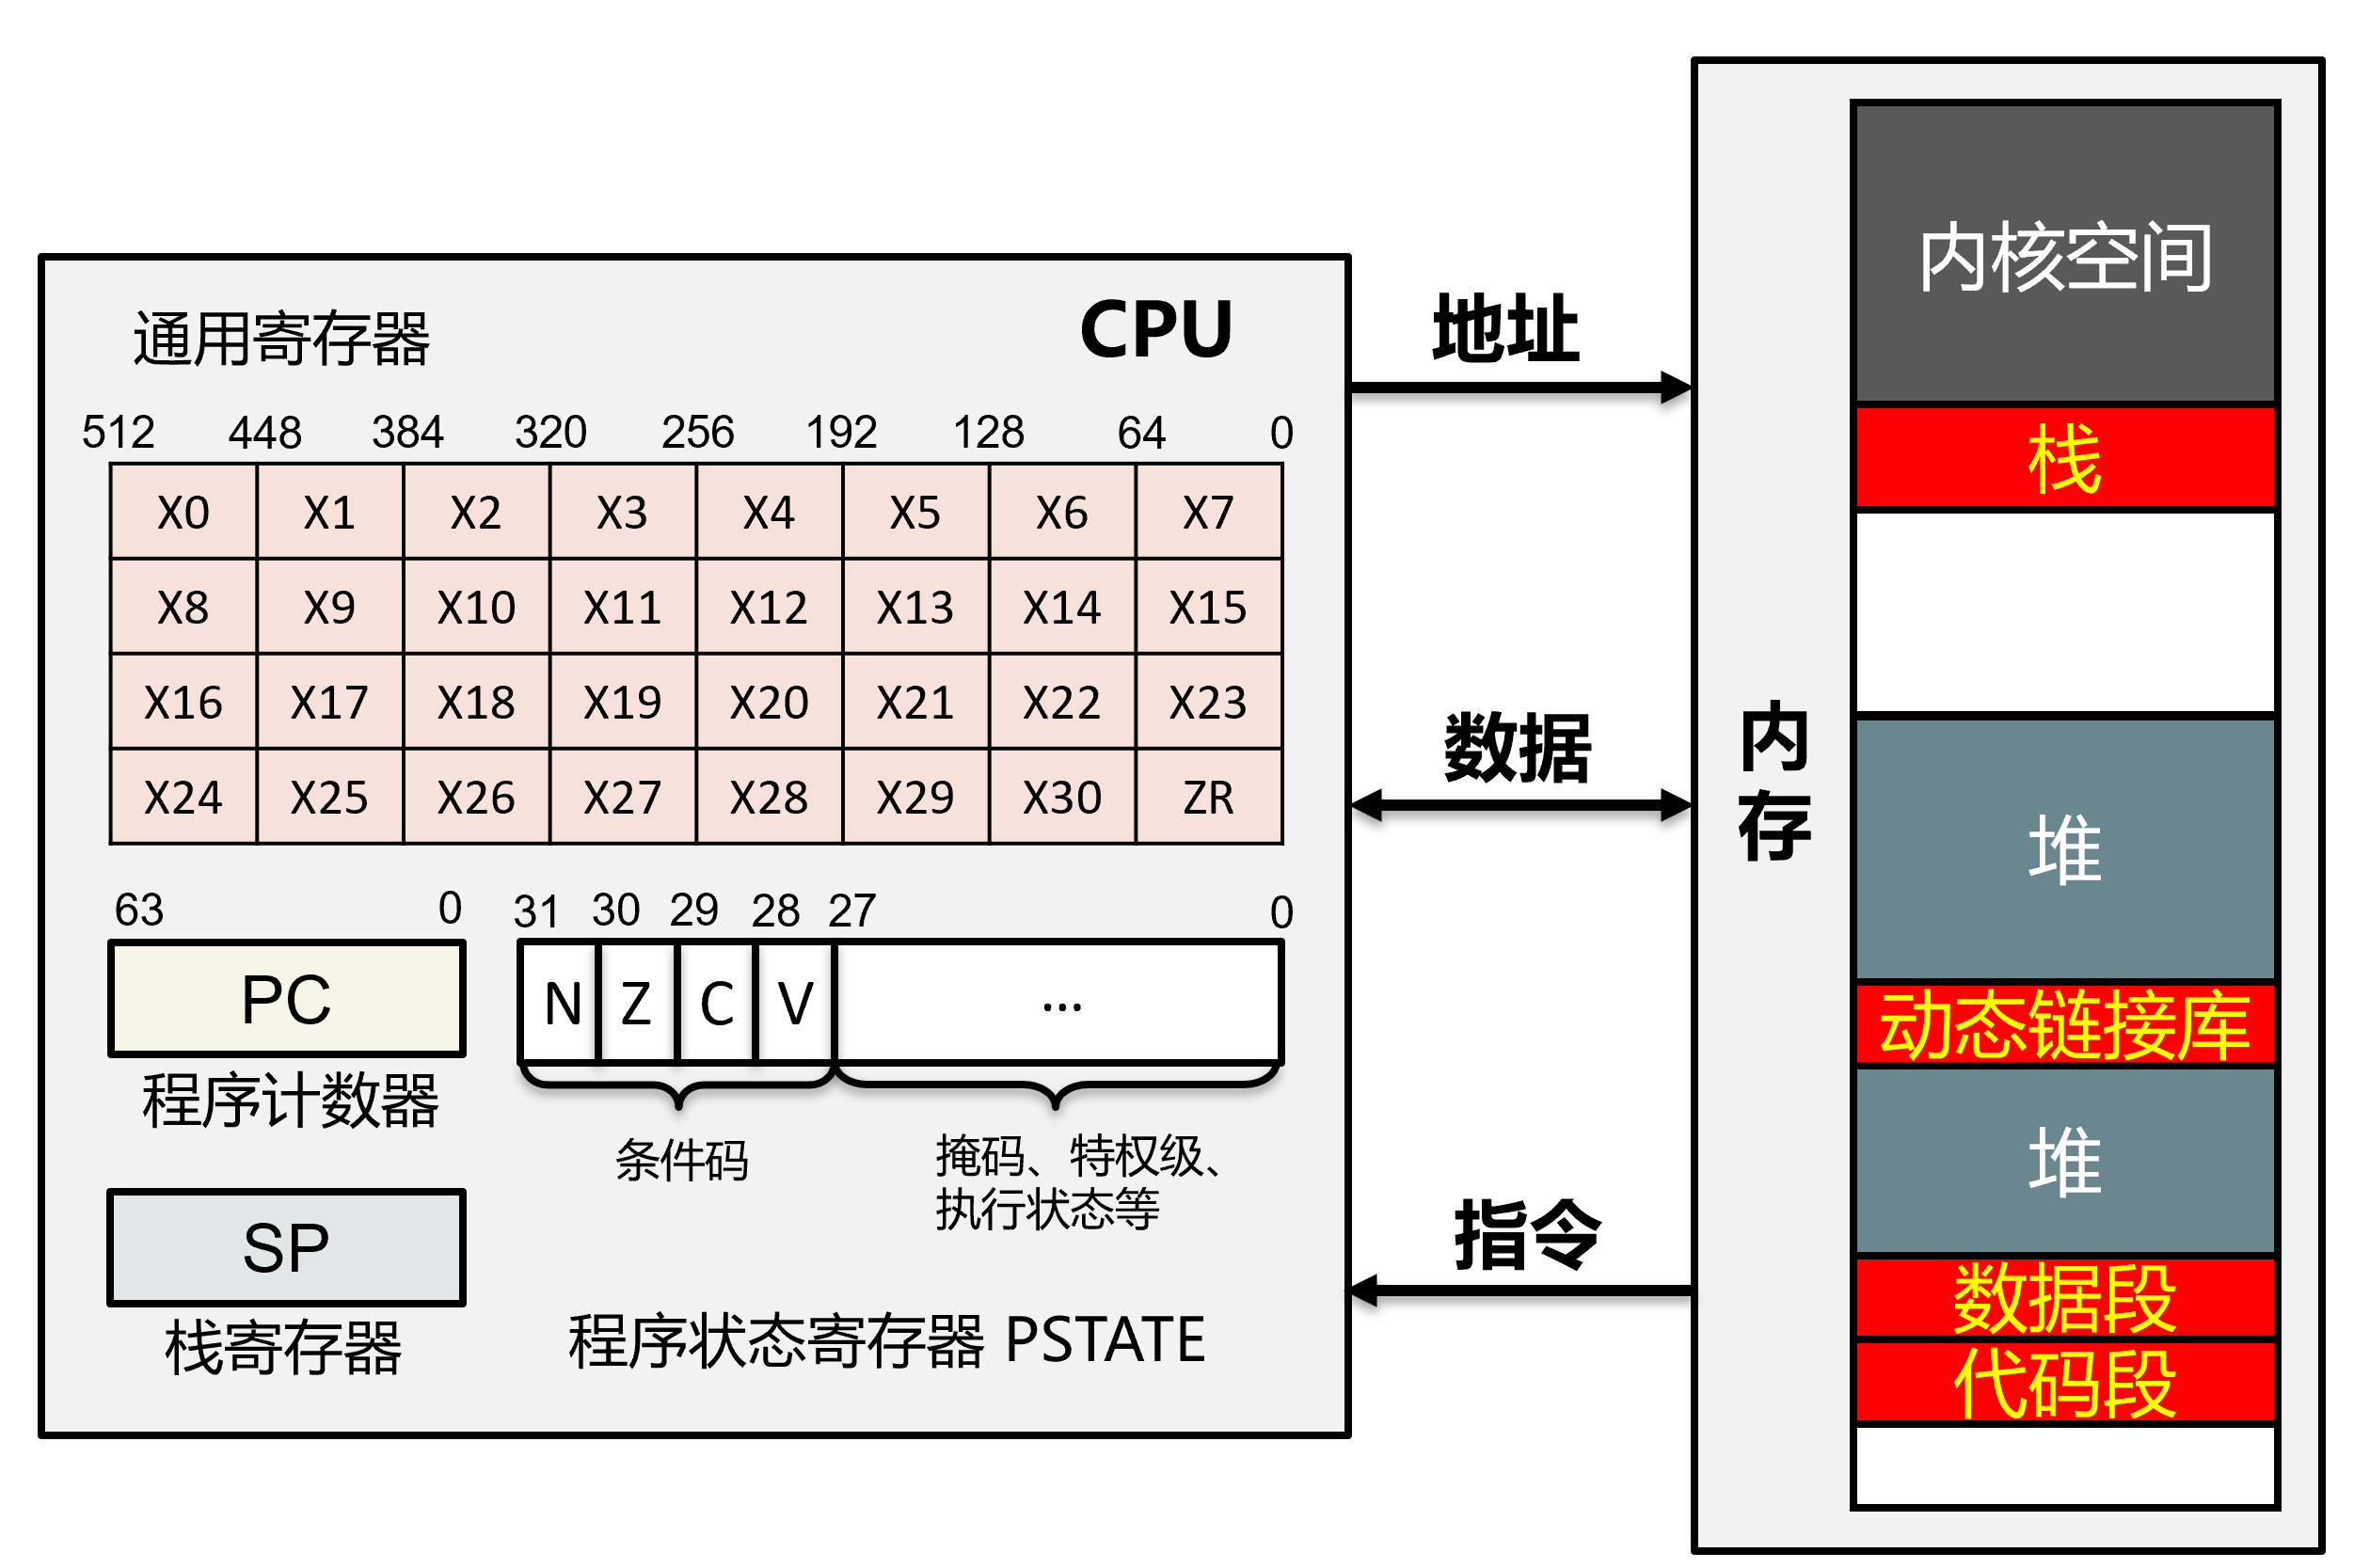 通用寄存器
CPU
512 448 384 320 256 192 128 64 0
X0 X1 X2 X3 X4 X5 X6 X7
X8 X9 X10 X11 X12 X13 X14 X15
X16 X17 X18 X19 X20 X21 X22 X23
X24 X25 X26 X27 X28 X29 X30 ZR
63 0
PC
程序计数器
SP
栈寄存器
31 30 29 28 27 0
N Z C V ...
条件码
掩码、特权级、
执行状态等
程序状态寄存器 PSTATE
地址
数据
指令
内存
内核空间
栈
堆
动态链接库
堆
数据段
代码段